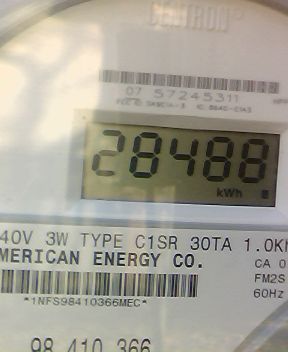 CENTRON®
07 57245311
28488
kWh
40V 3W TYPE C1SR 30TA 1.0K
MERICAN ENERGY CO. CA 0
FM2S
60Hz
*1NFS98410366MEC*
98 410 366